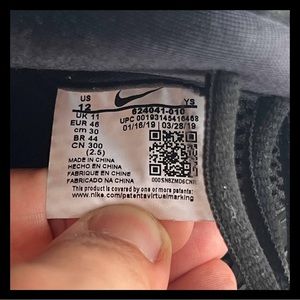 US
12
YS
UK 11
EUR 46
cm 30
BR 44
CN 300
(2.5)
624041-010
UPC 00193145416468
01/16/19 03/28/19
MADE IN CHINA
HECHO EN CHINA
FABRIQUE EN CHINE
FABRICADO NA CHINA
This product is covered by one or more patents:
www.nike.com/patentsvirtualmarking